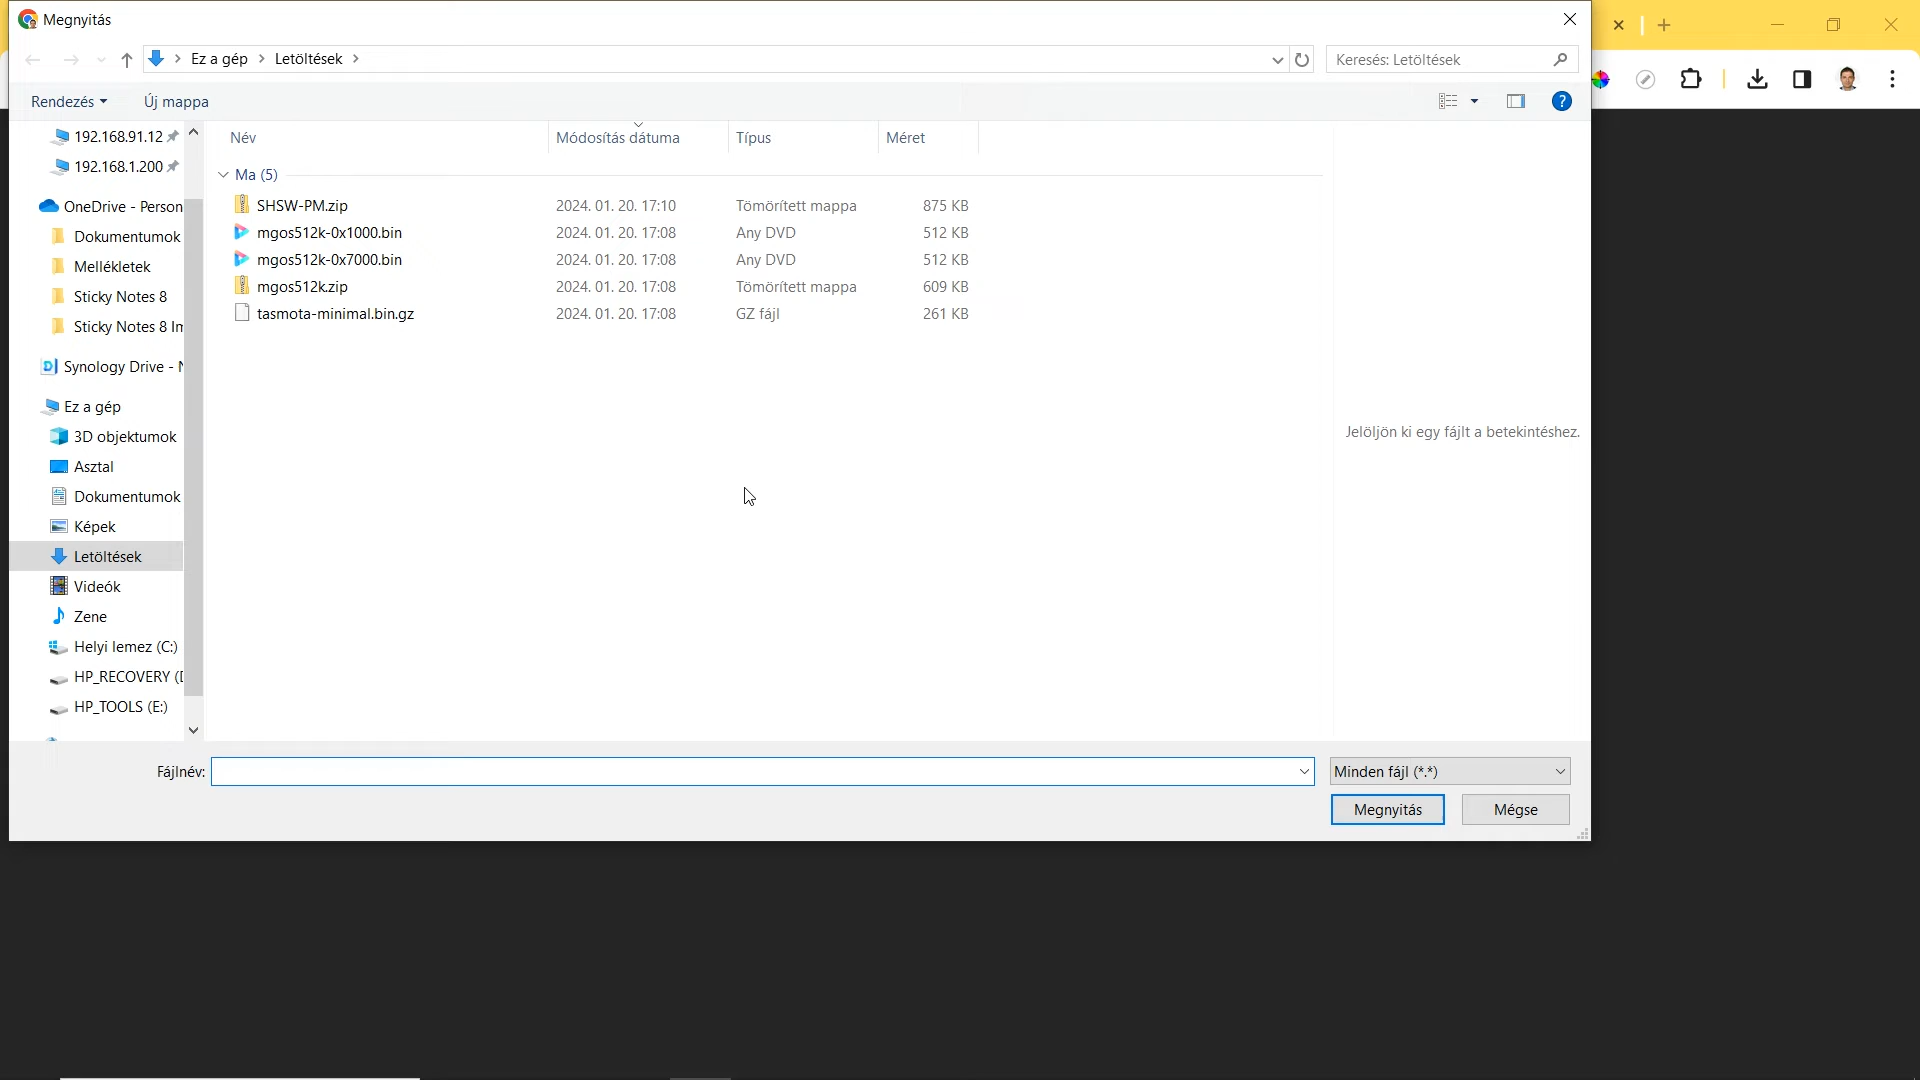 Megnyitás
Ez a gép
Letöltések
Keresés: Letöltések
Rendezés
Új mappa
?
192.168.91.12
192.168.1.200
OneDrive - Person
Dokumentumok
Mellékletek
Sticky Notes 8
Sticky Notes 8 Im
Synology Drive - N
Ez a gép
3D objektumok
Asztal
Dokumentumok
Képek
Letöltések
Videók
Zene
Helyi lemez (C:)
HP_RECOVERY (D
HP_TOOLS (E:)
Név Módosítás dátuma Típus Méret
Ma (5)
SHSW-PM.zip 2024. 01. 20. 17:10 Tömörített mappa 875 KB
mgos512k-0x1000.bin 2024. 01. 20. 17:08 Any DVD 512 KB
mgos512k-0x7000.bin 2024. 01. 20. 17:08 Any DVD 512 KB
mgos512k.zip 2024. 01. 20. 17:08 Tömörített mappa 609 KB
tasmota-minimal.bin.gz 2024. 01. 20. 17:08 GZ fájl 261 KB
Jelöljön ki egy fájlt a betekintéshez.
Fájlnév:
Minden fájl (*.*)
Megnyitás
Mégse